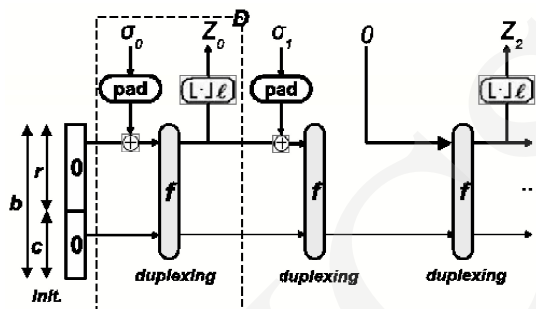 D
σ0 Z0 σ1 0 Z2
pad ⌊·⌋ℓ pad ⌊·⌋ℓ
0
r
b f f f
..
c 0
init. duplexing duplexing duplexing